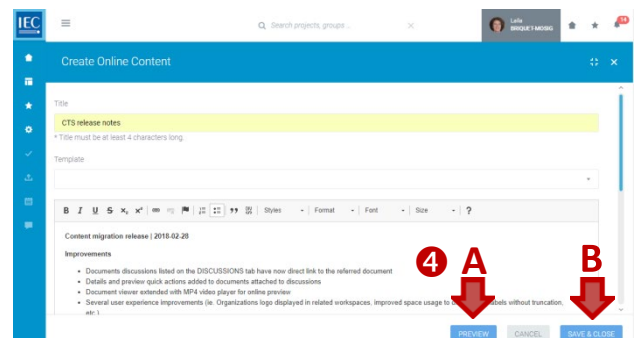 IEC
Search projects, groups ...
Laila
BRIQUET-MOSIG
14
Create Online Content
Title
CTS release notes
* Title must be at least 4 characters long.
Template
B I U S x₂ x² Styles Format Font Size ?
Content migration release | 2018-02-28
Improvements
Documents discussions listed on the DISCUSSIONS tab have now direct link to the referred document
Details and preview quick actions added to documents attached to discussions
Document viewer extended with MP4 video player for online preview
Several user experience improvements (ie. Organizations logo displayed in related workspaces, improved space usage to abels without truncation,
etc.)
4 A B
PREVIEW CANCEL SAVE & CLOSE